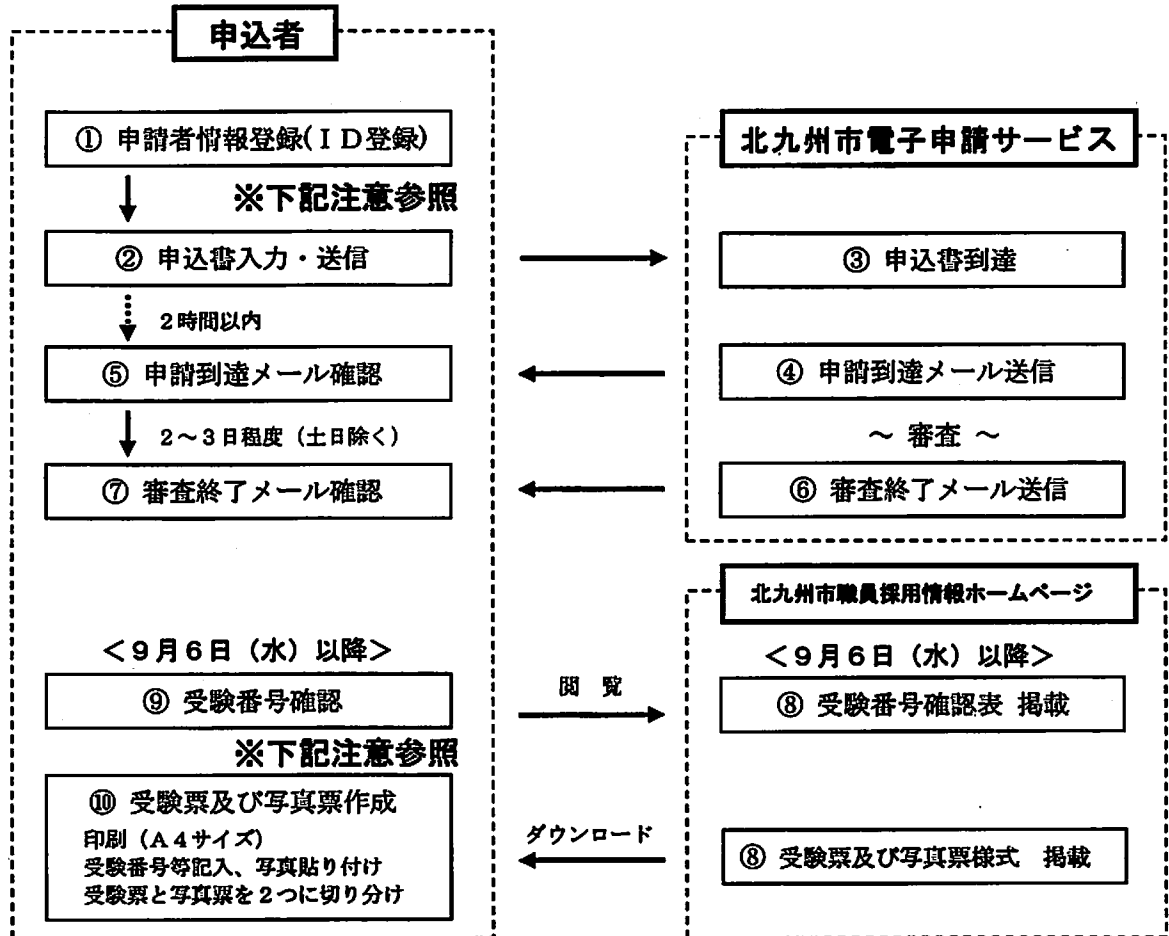 申込者
① 申請者情報登録(ＩＤ登録)
※下記注意参照
② 申込書入力・送信
２時間以内
⑤ 申請到達メール確認
２～３日程度（土日除く）
⑦ 審査終了メール確認
＜９月６日（水）以降＞
⑨ 受験番号確認
※下記注意参照
⑩ 受験票及び写真票作成
印刷（Ａ４サイズ）
受験番号等記入、写真貼り付け
受験票と写真票を２つに切り分け
閲 覧
ダウンロード
北九州市電子申請サービス
③ 申込書到達
④ 申請到達メール送信
～ 審査 ～
⑥ 審査終了メール送信
北九州市職員採用情報ホームページ
＜９月６日（水）以降＞
⑧ 受験番号確認表 掲載
⑧ 受験票及び写真票様式 掲載